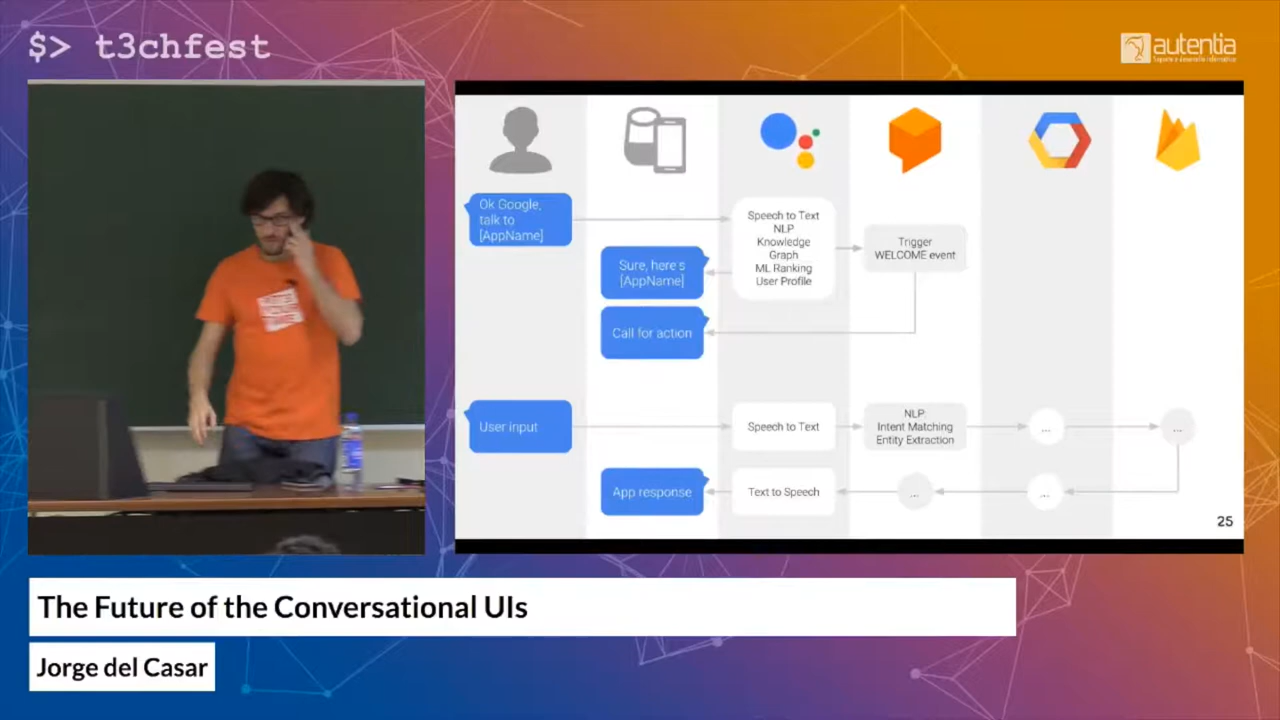 $> t3chfest
autentia
Ok Google,
talk to
[AppName]
Speech to Text
NLP
Knowledge
Graph
ML Ranking
User Profile
Trigger
WELCOME event
Sure, here's
[AppName]
Call for action
User input
Speech to Text
NLP:
Intent Matching
Entity Extraction
...
...
App response
Text to Speech
...
...
25
The Future of the Conversational UIs
Jorge del Casar